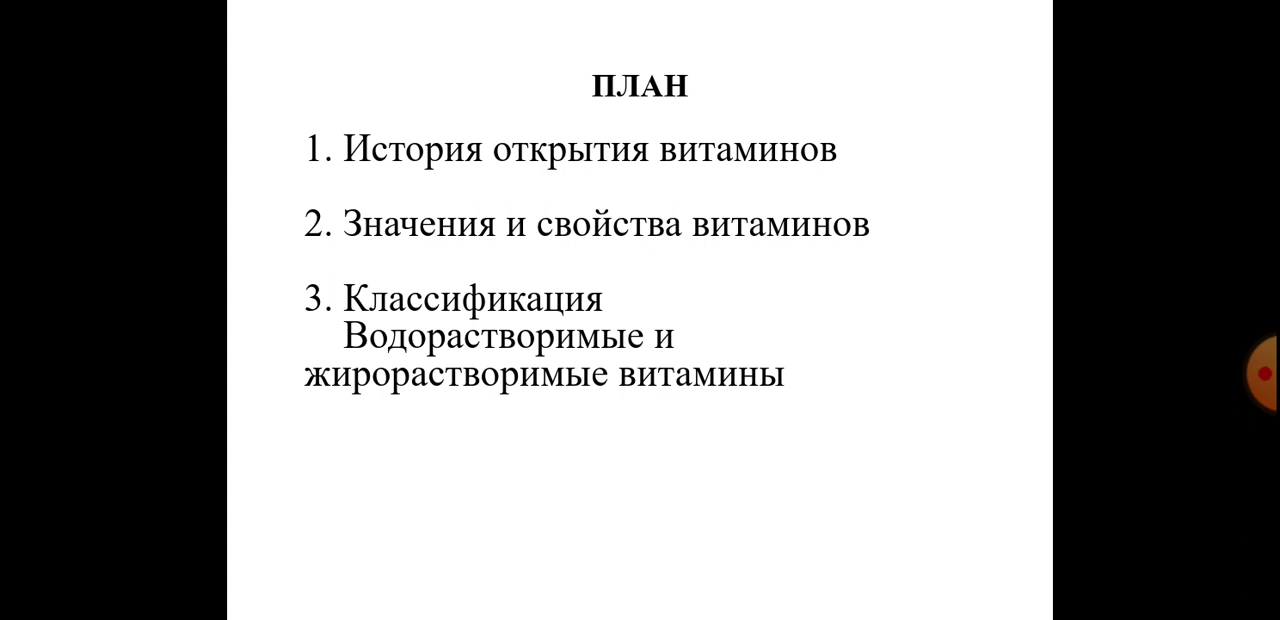 ПЛАН
1. История открытия витаминов
2. Значения и свойства витаминов
3. Классификация
Водорастворимые и
жирорастворимые витамины